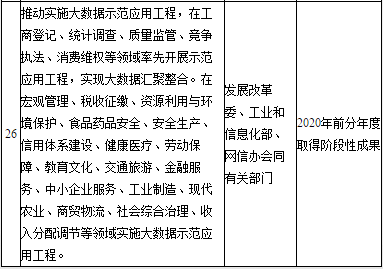 26
推动实施大数据示范应用工程，在工
商登记、统计调查、质量监管、竞争
执法、消费维权等领域率先开展示范
应用工程，实现大数据汇聚整合。在
宏观管理、税收征缴、资源利用与环
境保护、食品药品安全、安全生产、
信用体系建设、健康医疗、劳动保
障、教育文化、交通旅游、金融服
务、中小企业服务、工业制造、现代
农业、商贸物流、社会综合治理、收
入分配调节等领域实施大数据示范应
用工程。
发展改革
委、工业和
信息化部、
网信办会同
有关部门
2020年前分年度
取得阶段性成果